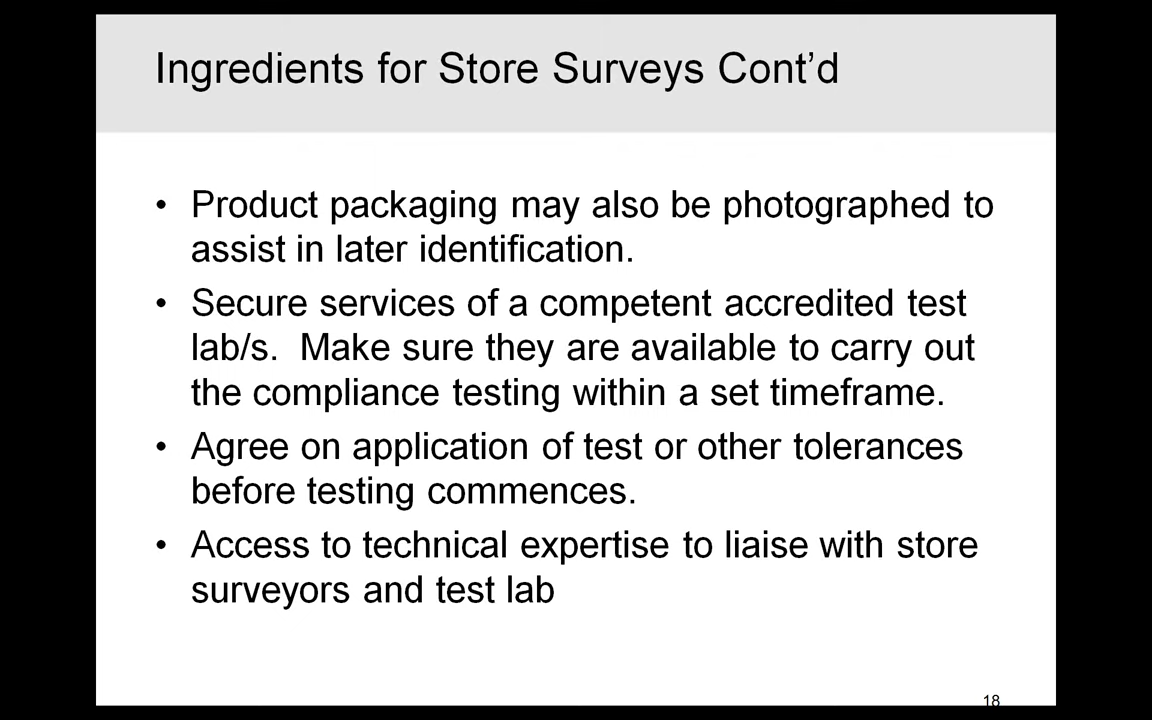 Ingredients for Store Surveys Cont’d
• Product packaging may also be photographed to
assist in later identification.
• Secure services of a competent accredited test
lab/s.  Make sure they are available to carry out
the compliance testing within a set timeframe.
• Agree on application of test or other tolerances
before testing commences.
• Access to technical expertise to liaise with store
surveyors and test lab
18